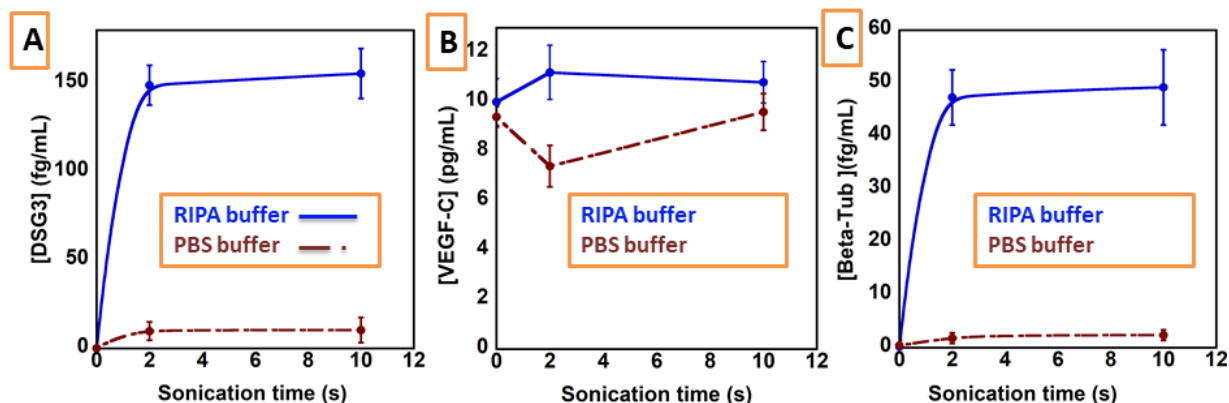 A
[DSG3] (fg/mL)
150
100
50
0
0 2 4 6 8 10 12
Sonication time (s)
RIPA buffer
PBS buffer
B
[VEGF-C] (pg/mL)
12
10
8
6
4
2
0
0 2 4 6 8 10 12
Sonication time (s)
RIPA buffer
PBS buffer
C
[Beta-Tub ](fg/mL)
60
50
40
30
20
10
0
0 2 4 6 8 10 12
Sonication time (s)
RIPA buffer
PBS buffer